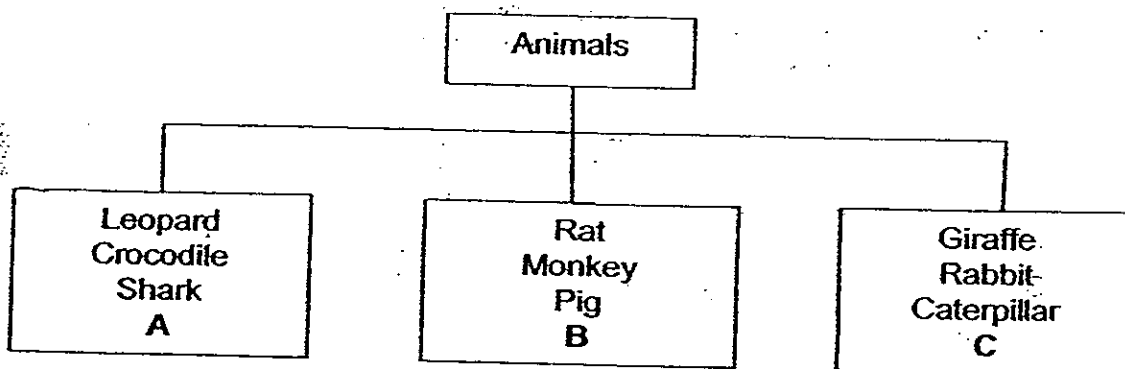 Animals
Leopard
Crocodile
Shark
A
Rat
Monkey
Pig
B
Giraffe
Rabbit
Caterpillar
C